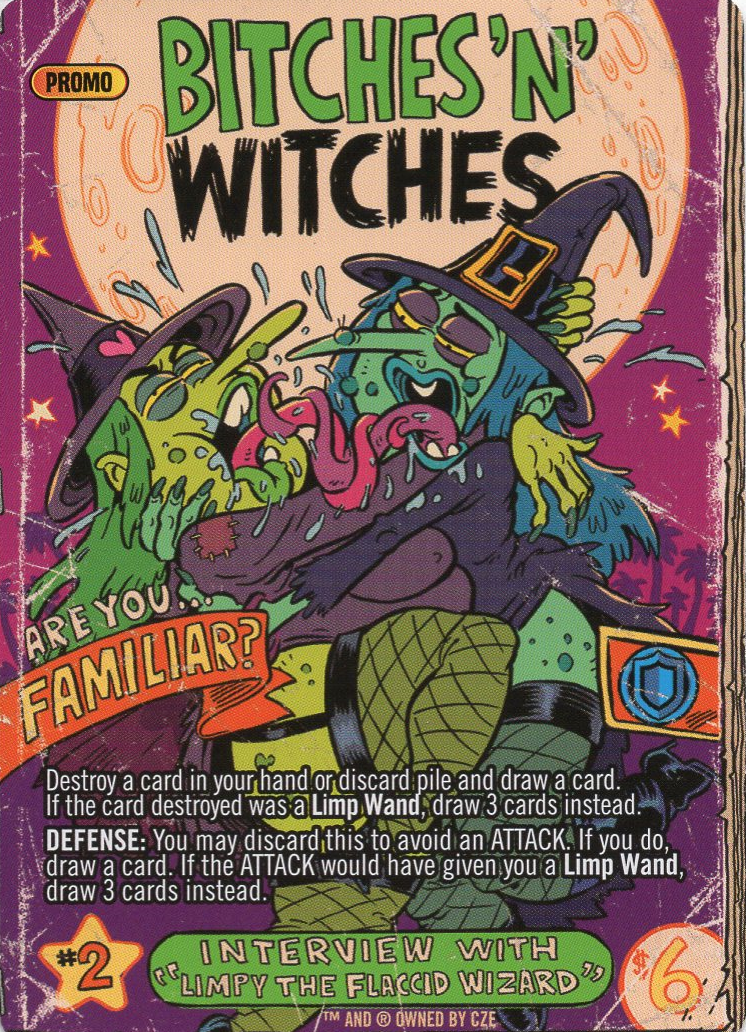 PROMO
BITCHES'N'
WITCHES
ARE YOU...
FAMILIAR?
Destroy a card in your hand or discard pile and draw a card.
If the card destroyed was a Limp Wand, draw 3 cards instead.
DEFENSE: You may discard this to avoid an ATTACK. If you do,
draw a card. If the ATTACK would have given you a Limp Wand,
draw 3 cards instead.
#2
INTERVIEW WITH
"LIMPY THE FLACCID WIZARD"
$6
™ AND ® OWNED BY CZE